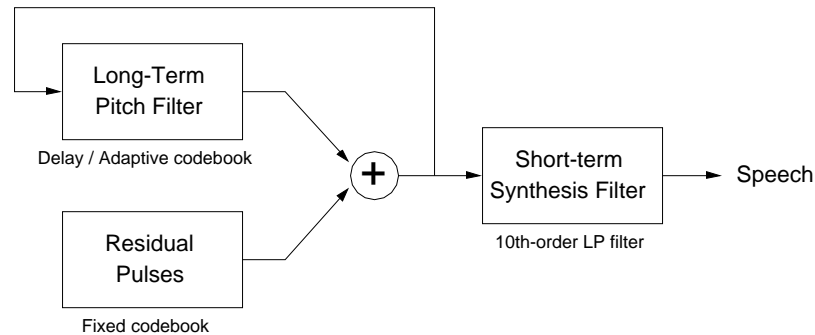 Long-Term
Pitch Filter
Delay / Adaptive codebook
+
Short-term
Synthesis Filter
10th-order LP filter
Speech
Residual
Pulses
Fixed codebook